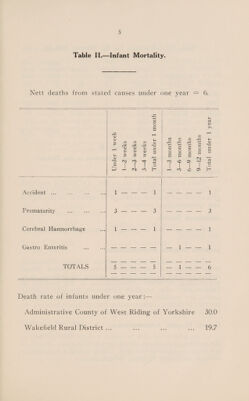 5
Table II.—Infant Mortality.
Nett deaths from stated causes under one year = 6.
Under 1 week
1—2 weeks
2—3 weeks
3—4 weeks
Total under 1 month
1—3 months
3—6 months
6—9 months
9—12 months
Total under 1 year
Accident ... ... ... ... 1 — — — 1 — — — — 1
Prematurity ... ... 3 — — — 3 — — — — 3
Cerebral Haemorrhage ... 1 — — — 1 — — — — 1
Gastro Enteritis ... ... — — — — — — 1 — — 1
TOTALS 5 — — — 5 — 1 — — 6
Death rate of infants under one year:—
Administrative County of West Riding of Yorkshire 30.0
Wakefield Rural District ... ... ... ... 19.7